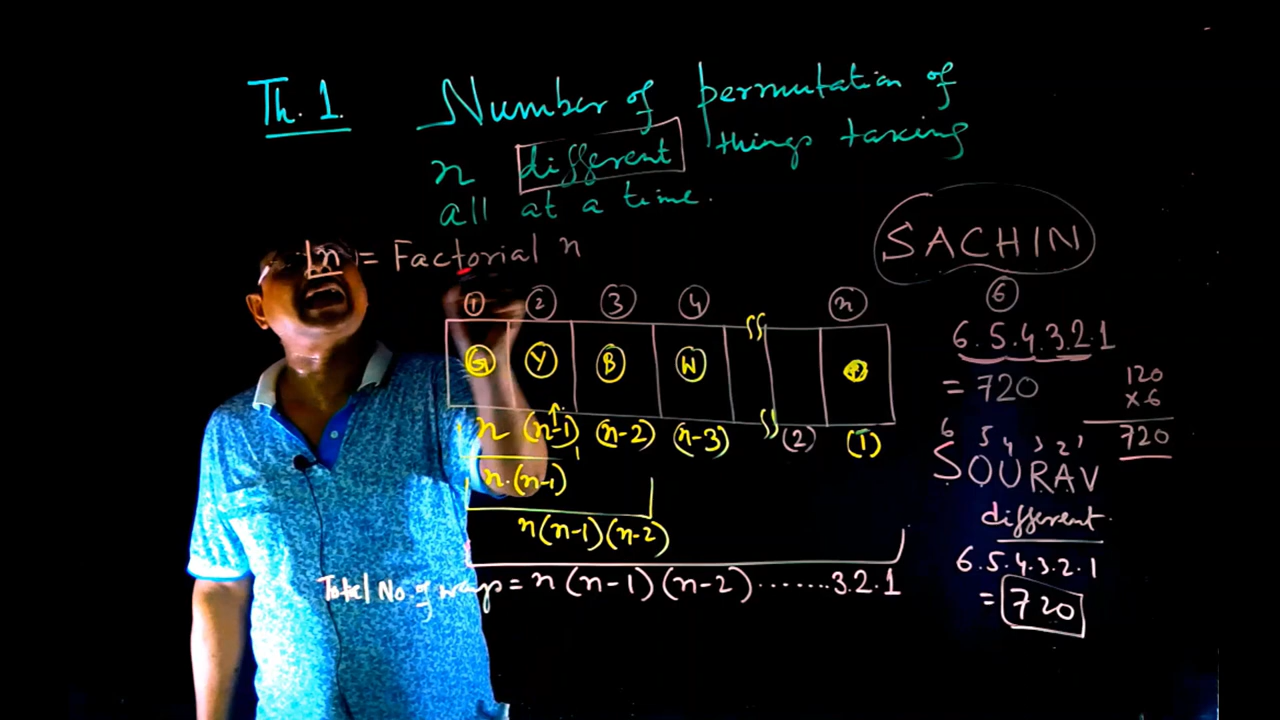 Th. 1. Number of permutation of
n different things taking
all at a time.
SACHIN
|n = Factorial n
① ② ③ ④ n
6
6.5.4.3.2.1
= 720
120
×6
720
G Y B W
n (n-1) (n-2) (n-3) (2) (1)
6 5 4 3 2 1
SOURAV
n.(n-1)
different.
n(n-1)(n-2)
6.5.4.3.2.1
Total No. of ways = n(n-1)(n-2).......3.2.1
= 720